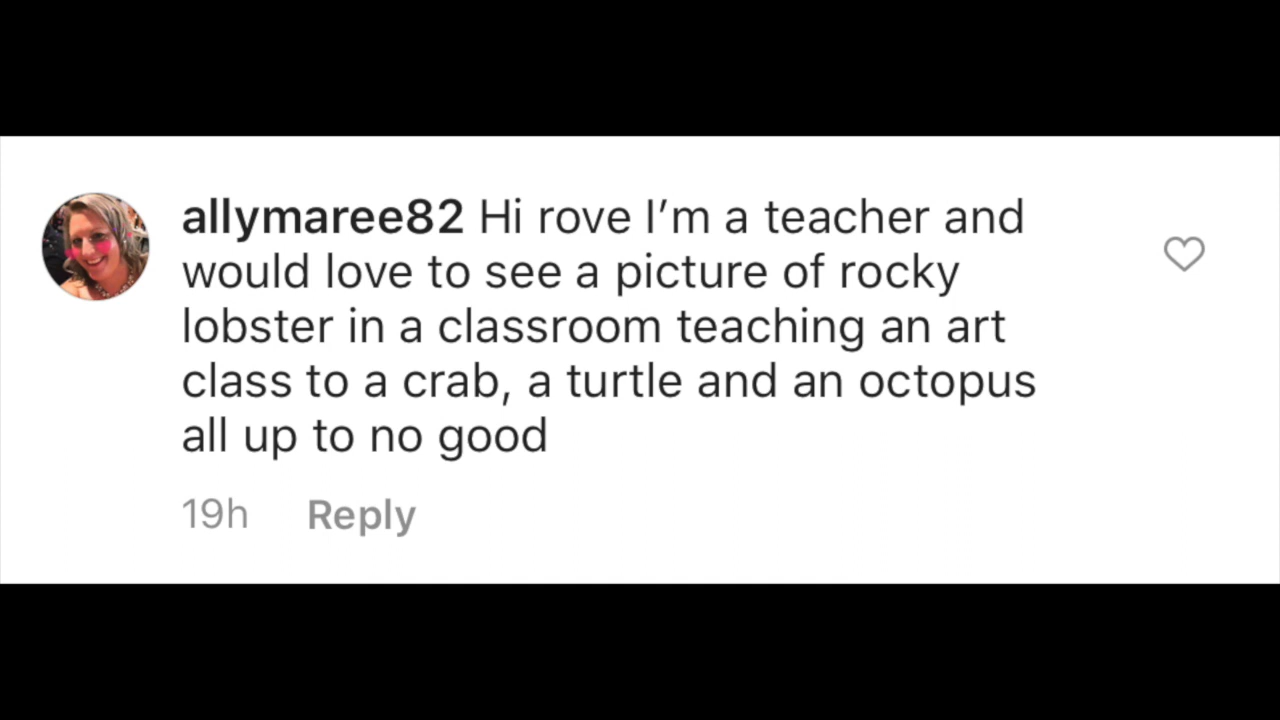 allymaree82 Hi rove I’m a teacher and
would love to see a picture of rocky
lobster in a classroom teaching an art
class to a crab, a turtle and an octopus
all up to no good
19h Reply